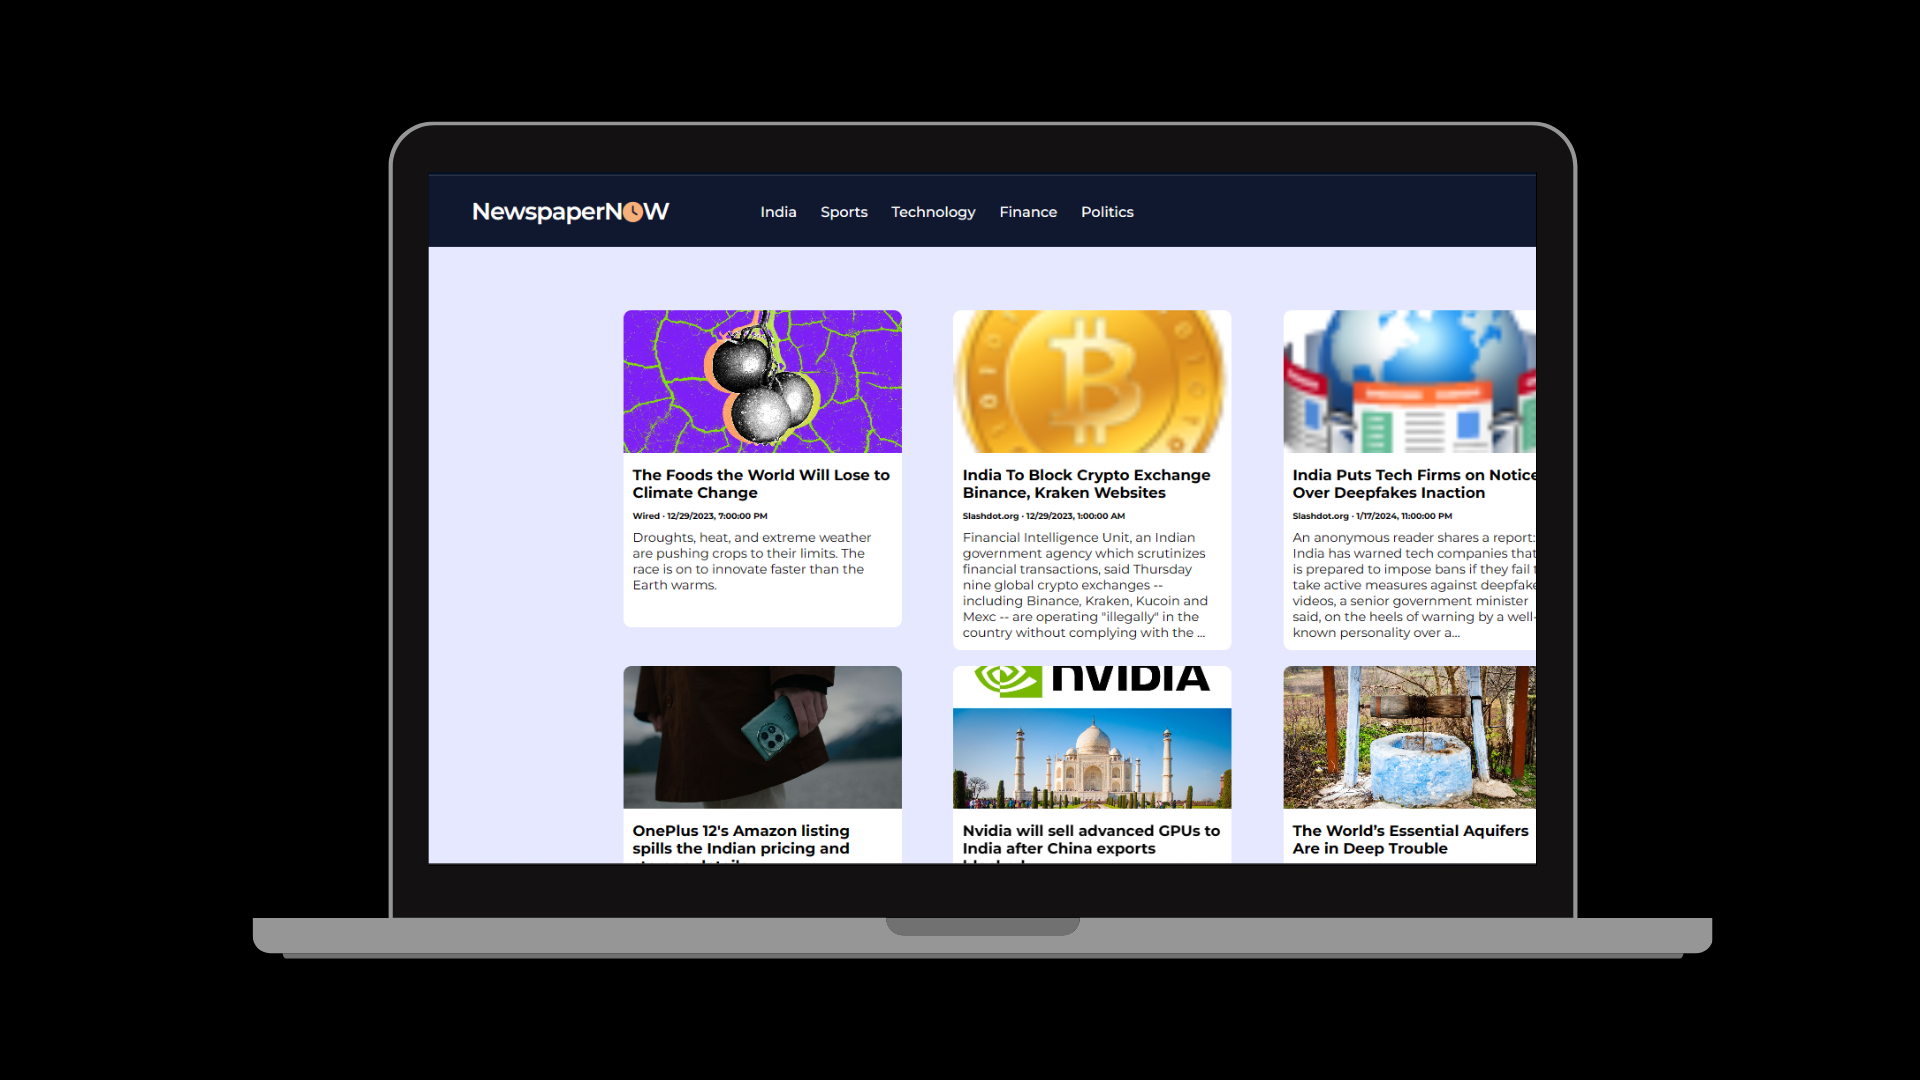 NewspaperNOW
India Sports Technology Finance Politics
The Foods the World Will Lose to
Climate Change
Wired · 12/29/2023, 7:00:00 PM
Droughts, heat, and extreme weather
are pushing crops to their limits. The
race is on to innovate faster than the
Earth warms.
India To Block Crypto Exchange
Binance, Kraken Websites
Slashdot.org · 12/29/2023, 1:00:00 AM
Financial Intelligence Unit, an Indian
government agency which scrutinizes
financial transactions, said Thursday
nine global crypto exchanges --
including Binance, Kraken, Kucoin and
Mexc -- are operating "illegally" in the
country without complying with the ...
India Puts Tech Firms on Notice
Over Deepfakes Inaction
Slashdot.org · 1/17/2024, 11:00:00 PM
An anonymous reader shares a report:
India has warned tech companies that
is prepared to impose bans if they fail
take active measures against deepfake
videos, a senior government minister
said, on the heels of warning by a well-
known personality over a...
OnePlus 12's Amazon listing
spills the Indian pricing and
NVIDIA
Nvidia will sell advanced GPUs to
India after China exports
The World’s Essential Aquifers
Are in Deep Trouble